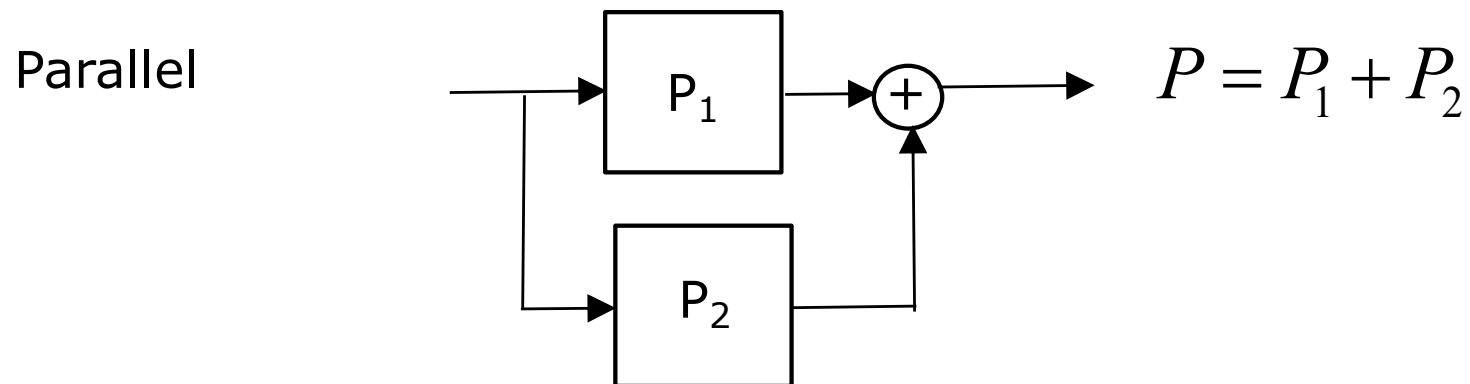 Parallel
P₁
+
P = P₁ + P₂
P₂